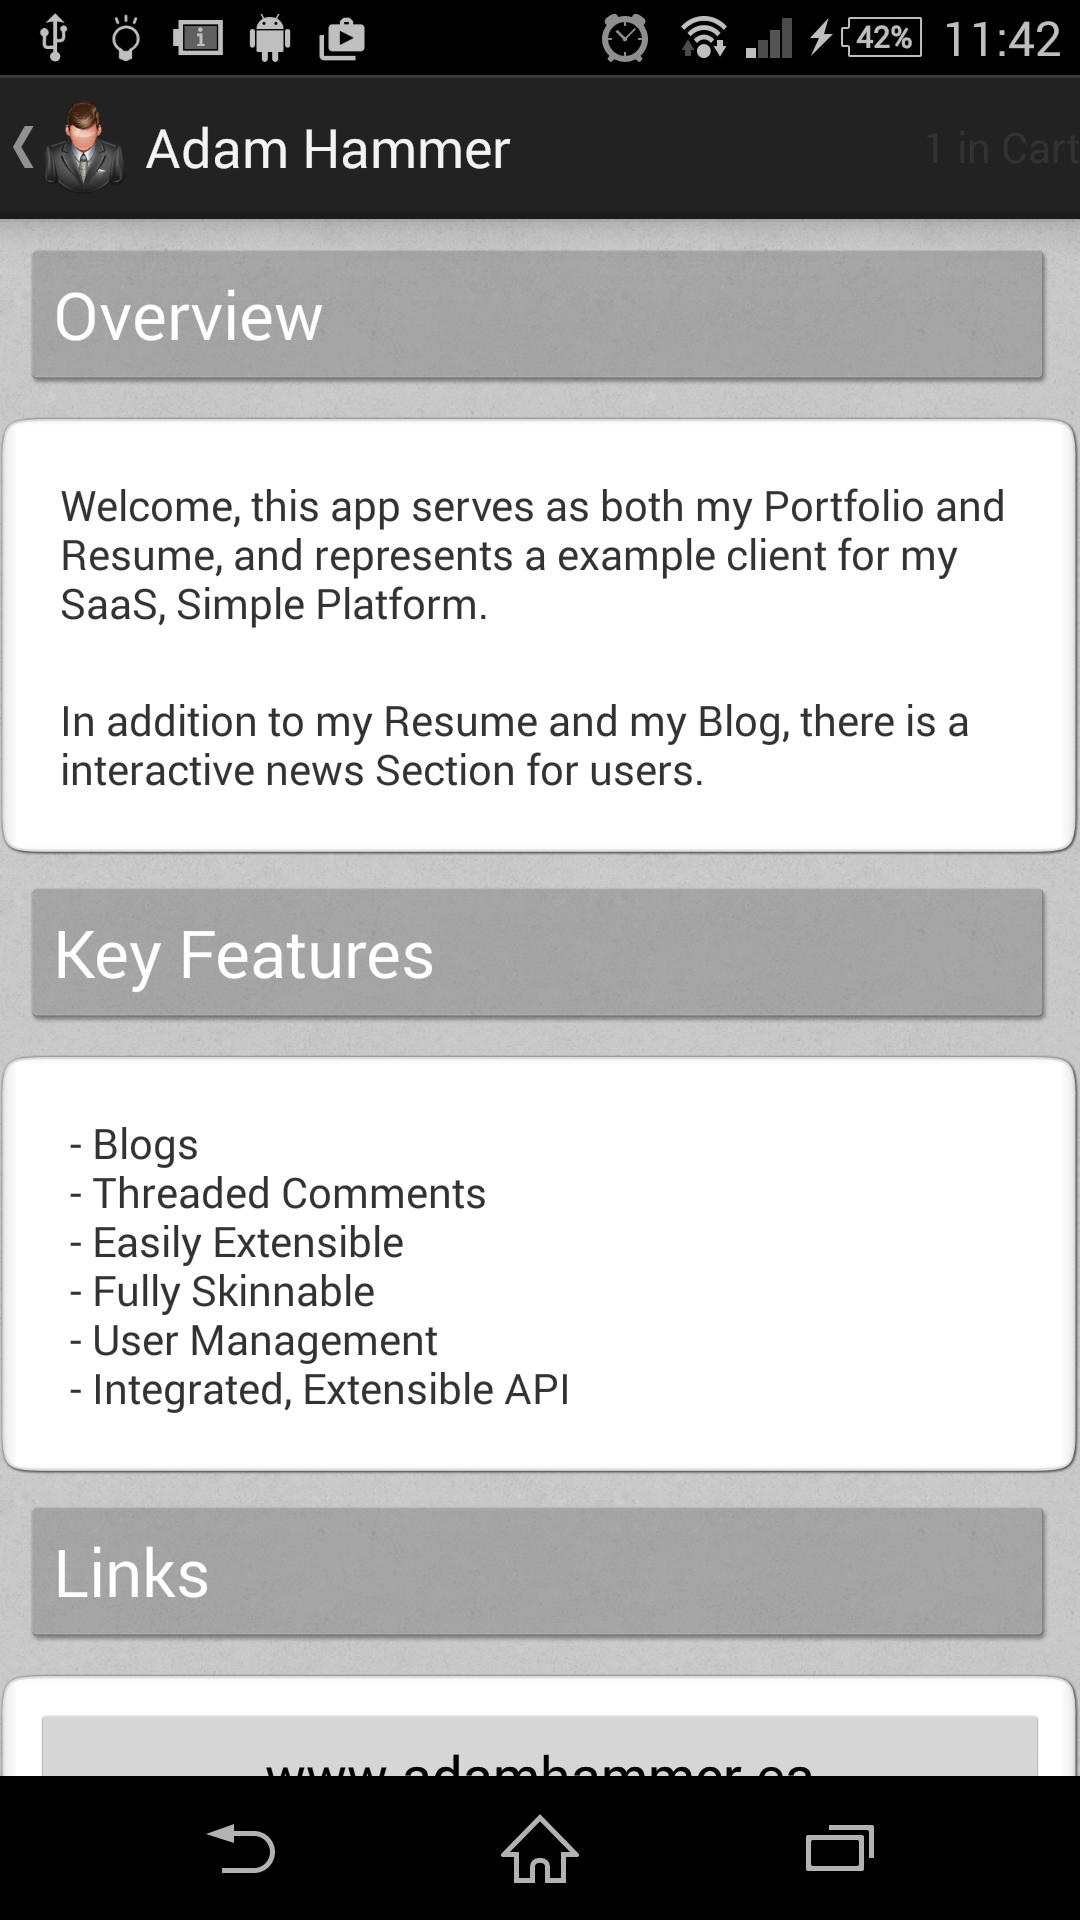 42% 11:42
Adam Hammer 1 in Cart
Overview
Welcome, this app serves as both my Portfolio and
Resume, and represents a example client for my
SaaS, Simple Platform.
In addition to my Resume and my Blog, there is a
interactive news Section for users.
Key Features
- Blogs
- Threaded Comments
- Easily Extensible
- Fully Skinnable
- User Management
- Integrated, Extensible API
Links
www.adamhammer.ca